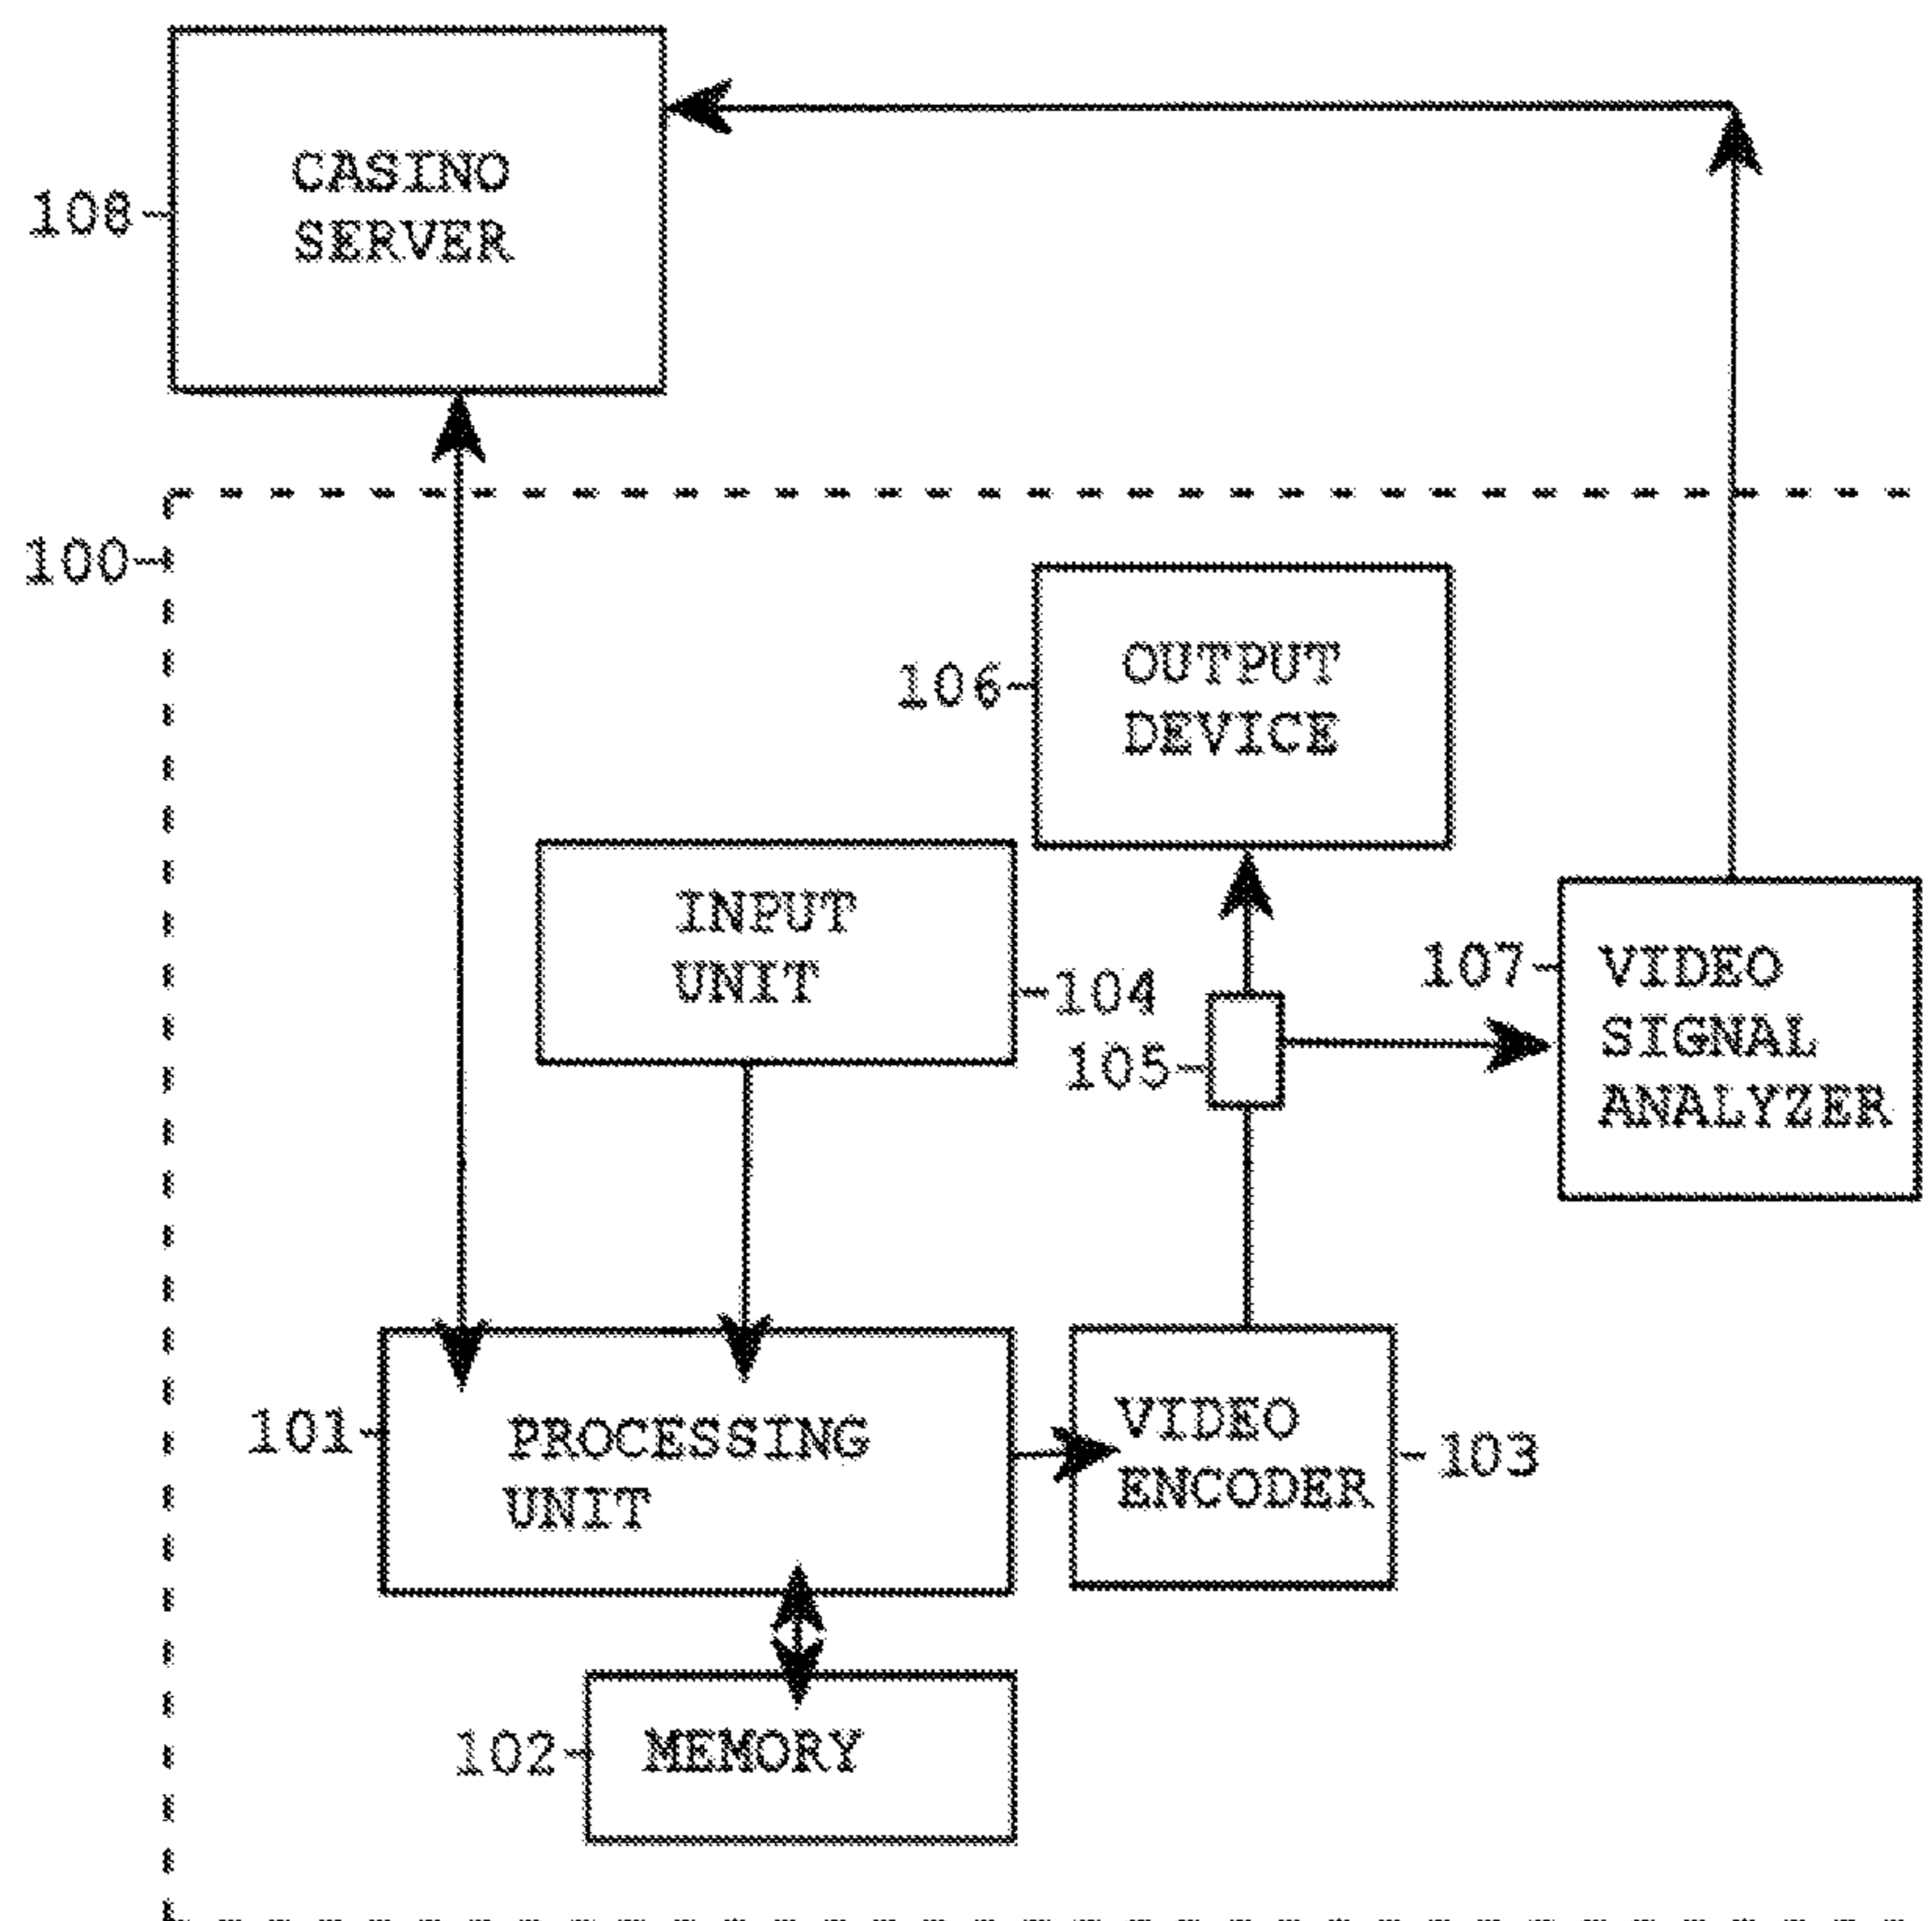 CASINO
SERVER
108
100
OUTPUT
DEVICE
106
INPUT
UNIT
104
107
VIDEO
SIGNAL
ANALYZER
105
101
PROCESSING
UNIT
VIDEO
ENCODER
103
102
MEMORY